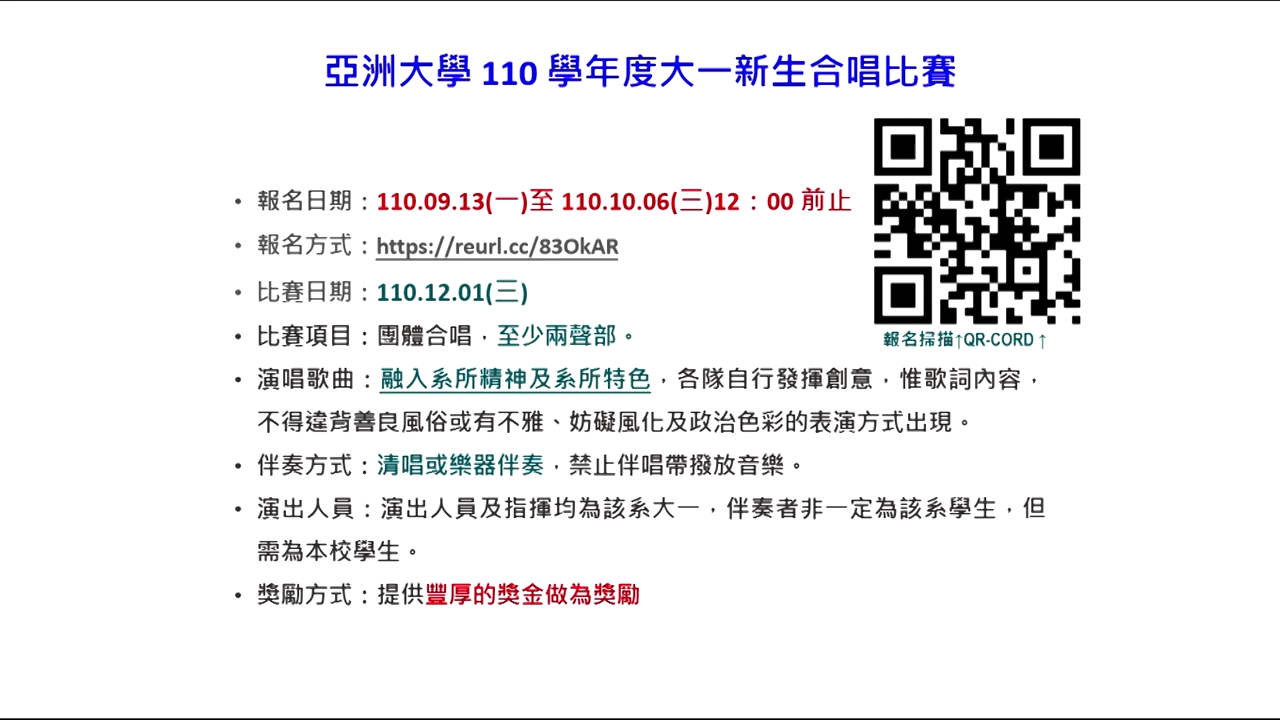 亞洲大學 110 學年度大一新生合唱比賽
• 報名日期：110.09.13(一)至 110.10.06(三)12：00 前止
• 報名方式：https://reurl.cc/83OkAR
• 比賽日期：110.12.01(三)
• 比賽項目：團體合唱，至少兩聲部。
報名掃描↑QR-CORD ↑
• 演唱歌曲：融入系所精神及系所特色，各隊自行發揮創意，惟歌詞內容，
不得違背善良風俗或有不雅、妨礙風化及政治色彩的表演方式出現。
• 伴奏方式：清唱或樂器伴奏，禁止伴唱帶撥放音樂。
• 演出人員：演出人員及指揮均為該系大一，伴奏者非一定為該系學生，但
需為本校學生。
• 獎勵方式：提供豐厚的獎金做為獎勵